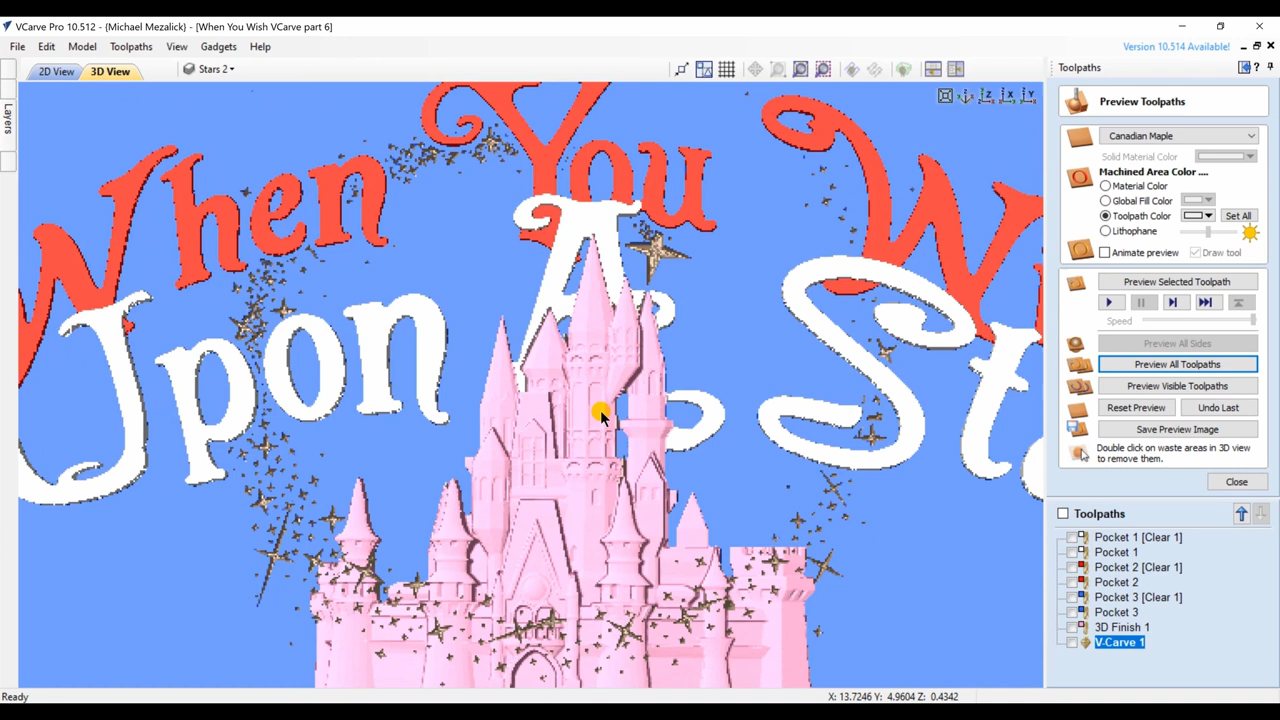 VCarve Pro 10.512 - {Michael Mezalick} - [When You Wish VCarve part 6]
File Edit Model Toolpaths View Gadgets Help
Version 10.514 Available!
2D View 3D View Stars 2
Layers
Toolpaths
Preview Toolpaths
Canadian Maple
Solid Material Color
Machined Area Color ....
Material Color
Global Fill Color
Toolpath Color Set All
Lithophane
Animate preview Draw tool
Preview Selected Toolpath
Speed
Preview All Sides
Preview All Toolpaths
Preview Visible Toolpaths
Reset Preview Undo Last
Save Preview Image
Double click on waste areas in 3D view
to remove them.
Close
Toolpaths
Pocket 1 [Clear 1]
Pocket 1
Pocket 2 [Clear 1]
Pocket 2
Pocket 3 [Clear 1]
Pocket 3
3D Finish 1
V-Carve 1
When You Wi
Upon A St
Ready
X: 13.7246 Y: 4.9604 Z: 0.4342